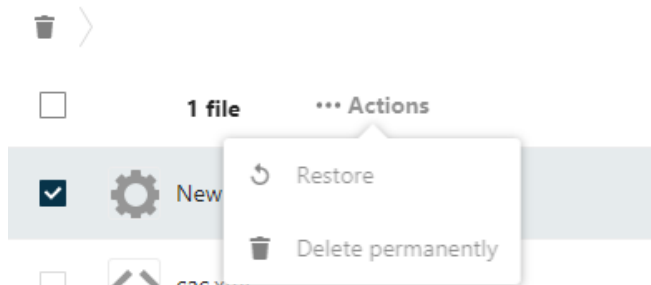 1 file
••• Actions
New
Restore
Delete permanently